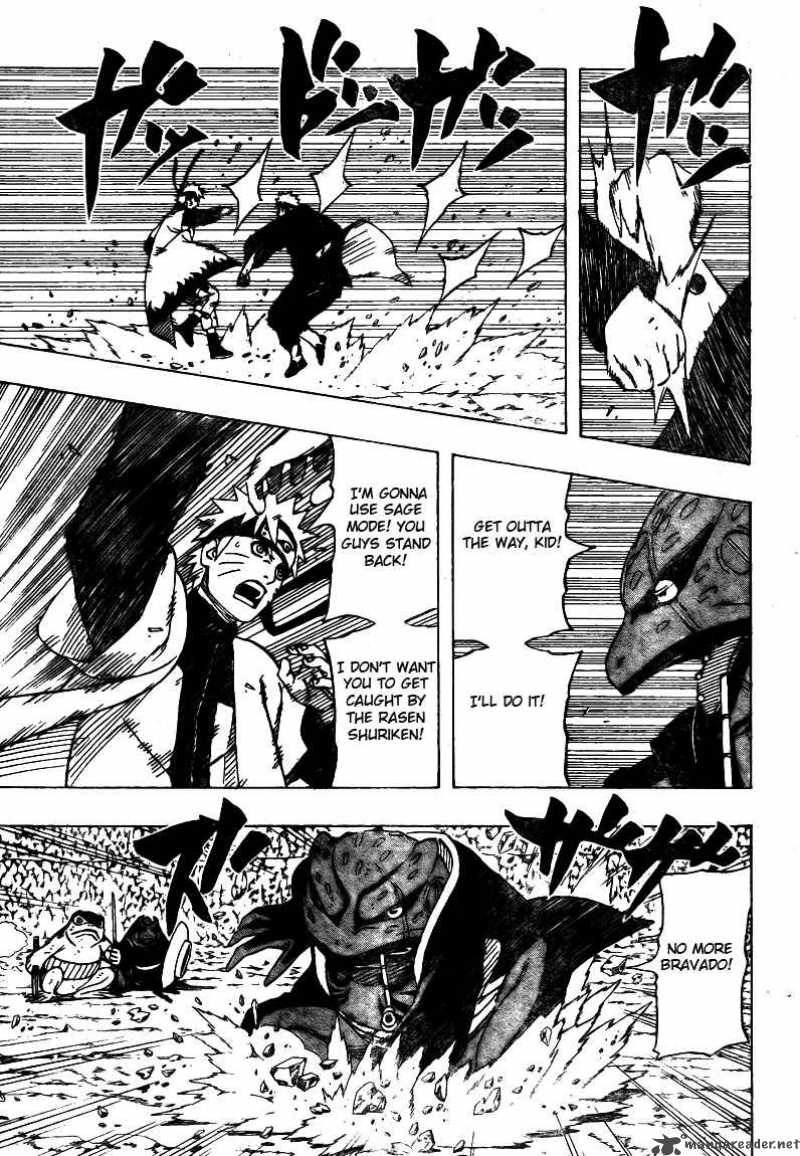 ザッ
ドンザッ
ザッ
GET OUTTA
THE WAY, KID!
I'LL DO IT!
I'M GONNA
USE SAGE
MODE! YOU
GUYS STAND
BACK!
I DON'T WANT
YOU TO GET
CAUGHT BY
THE RASEN
SHURIKEN!
NO MORE
BRAVADO!
ザザザ
ズ
mangareader.net